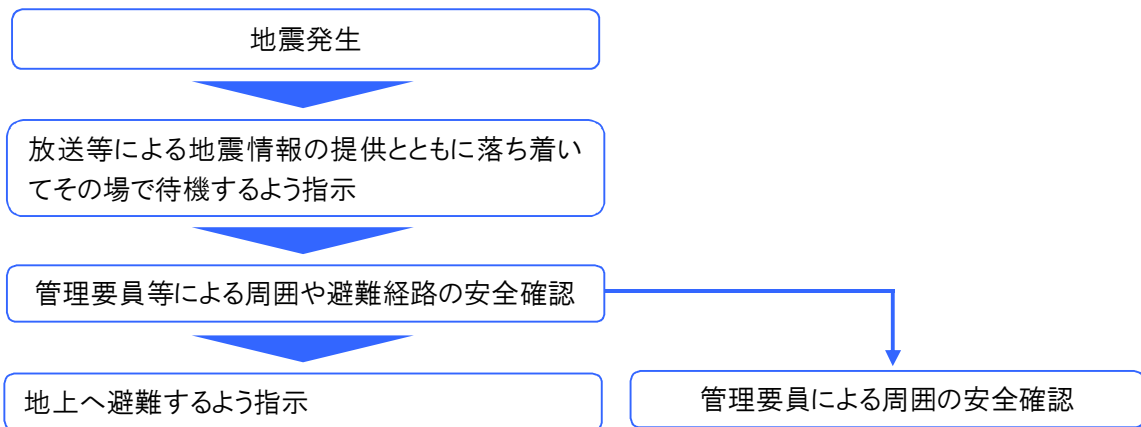 地震発生
放送等による地震情報の提供とともに落ち着い
てその場で待機するよう指示
管理要員等による周囲や避難経路の安全確認
地上へ避難するよう指示
管理要員による周囲の安全確認